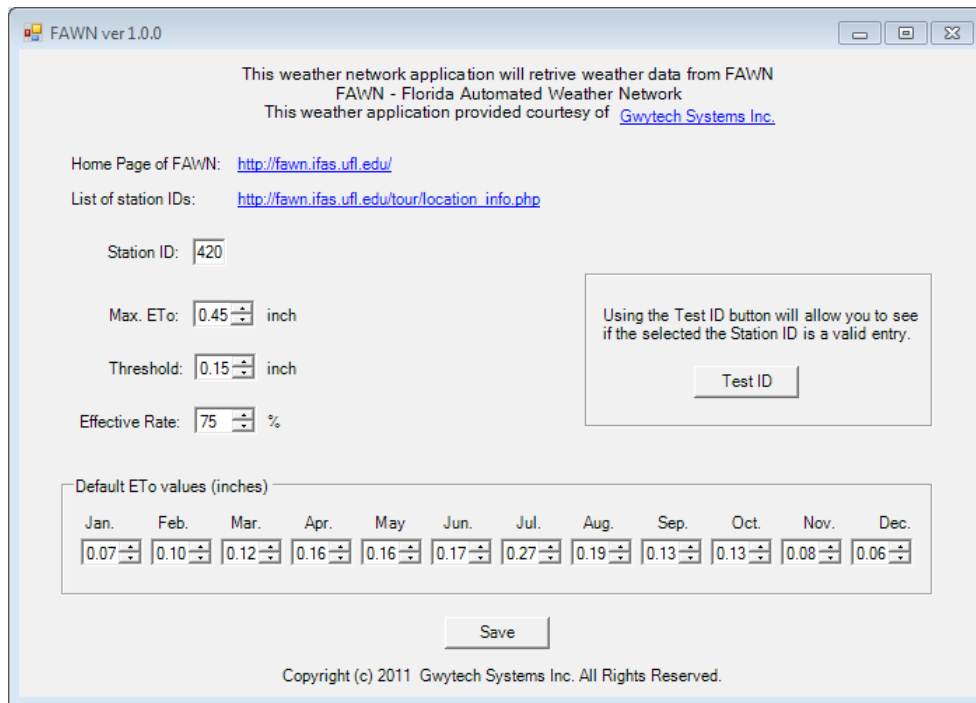 FAWN ver 1.0.0
This weather network application will retrive weather data from FAWN
FAWN - Florida Automated Weather Network
This weather application provided courtesy of Gwytech Systems Inc.
Home Page of FAWN: http://fawn.ifas.ufl.edu/
List of station IDs: http://fawn.ifas.ufl.edu/tour/location_info.php
Station ID: 420
Max. ETo: 0.45 inch
Threshold: 0.15 inch
Effective Rate: 75 %
Using the Test ID button will allow you to see
if the selected the Station ID is a valid entry.
Test ID
Default ETo values (inches)
Jan. Feb. Mar. Apr. May Jun. Jul. Aug. Sep. Oct. Nov. Dec.
0.07 0.10 0.12 0.16 0.16 0.17 0.27 0.19 0.13 0.13 0.08 0.06
Save
Copyright (c) 2011 Gwytech Systems Inc. All Rights Reserved.